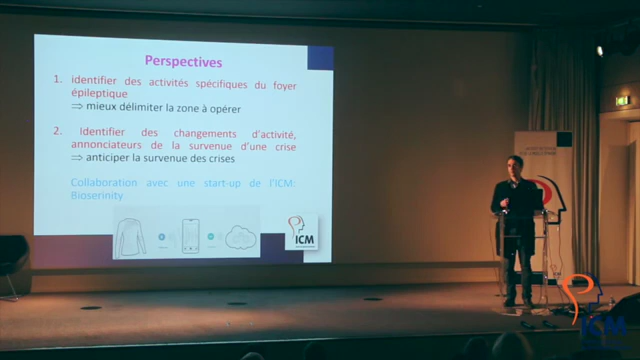 Perspectives
1. identifier des activités spécifiques du foyer
épileptique
⇒ mieux délimiter la zone à opérer
2. Identifier des changements d'activité,
annonciateurs de la survenue d'une crise
⇒ anticiper la survenue des crises
Collaboration avec une start-up de l'ICM:
Bioserinity
ICM
ICM